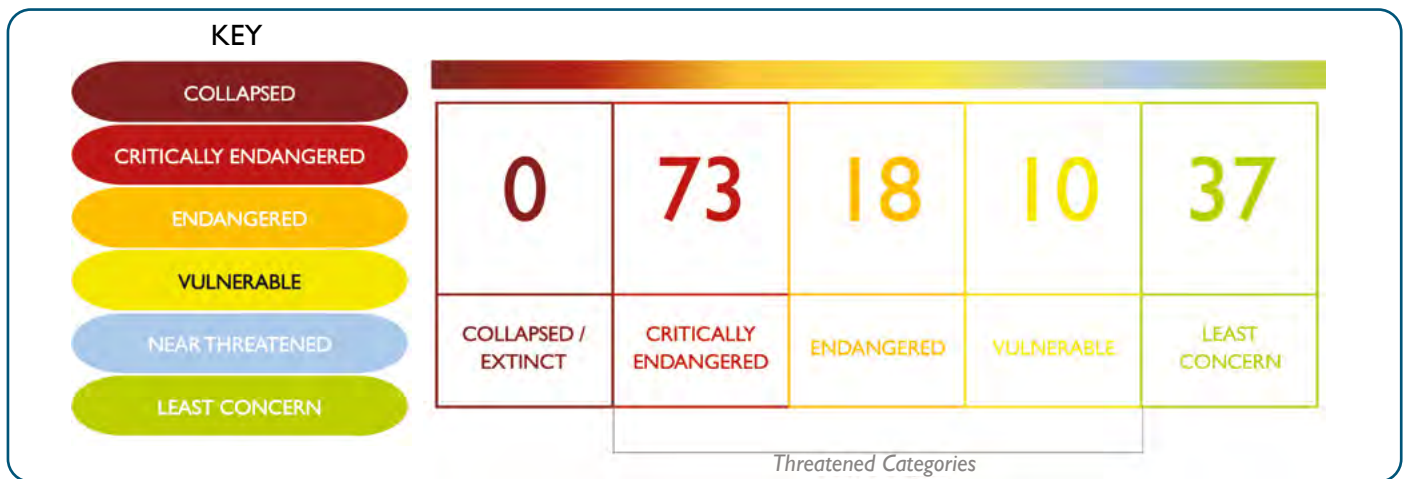 KEY
COLLAPSED
CRITICALLY ENDANGERED
ENDANGERED
VULNERABLE
NEAR THREATENED
LEAST CONCERN
0 73 18 10 37
COLLAPSED /
EXTINCT
CRITICALLY
ENDANGERED
ENDANGERED
VULNERABLE
LEAST
CONCERN
Threatened Categories